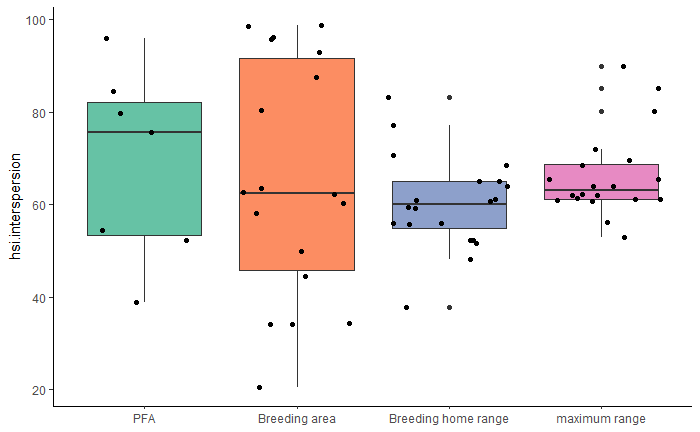 hsi.interspersion
100
80
60
40
20
PFA
Breeding area
Breeding home range
maximum range